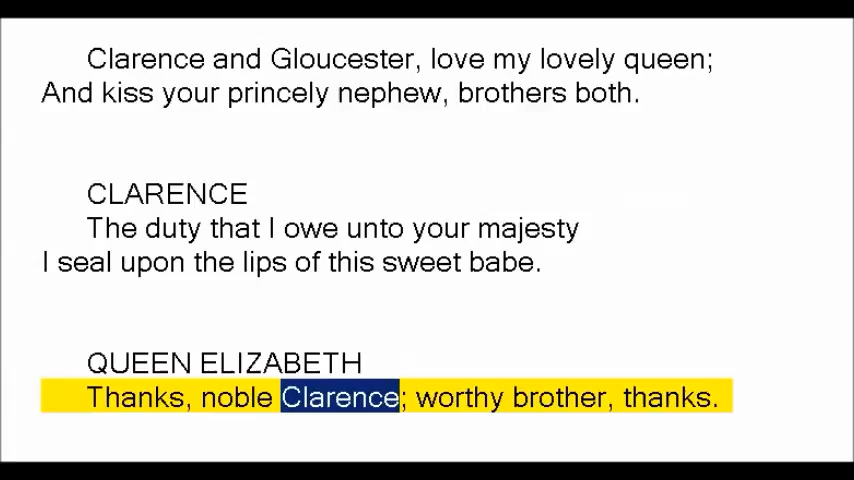 Clarence and Gloucester, love my lovely queen;
And kiss your princely nephew, brothers both.
CLARENCE
The duty that I owe unto your majesty
I seal upon the lips of this sweet babe.
QUEEN ELIZABETH
Thanks, noble Clarence; worthy brother, thanks.